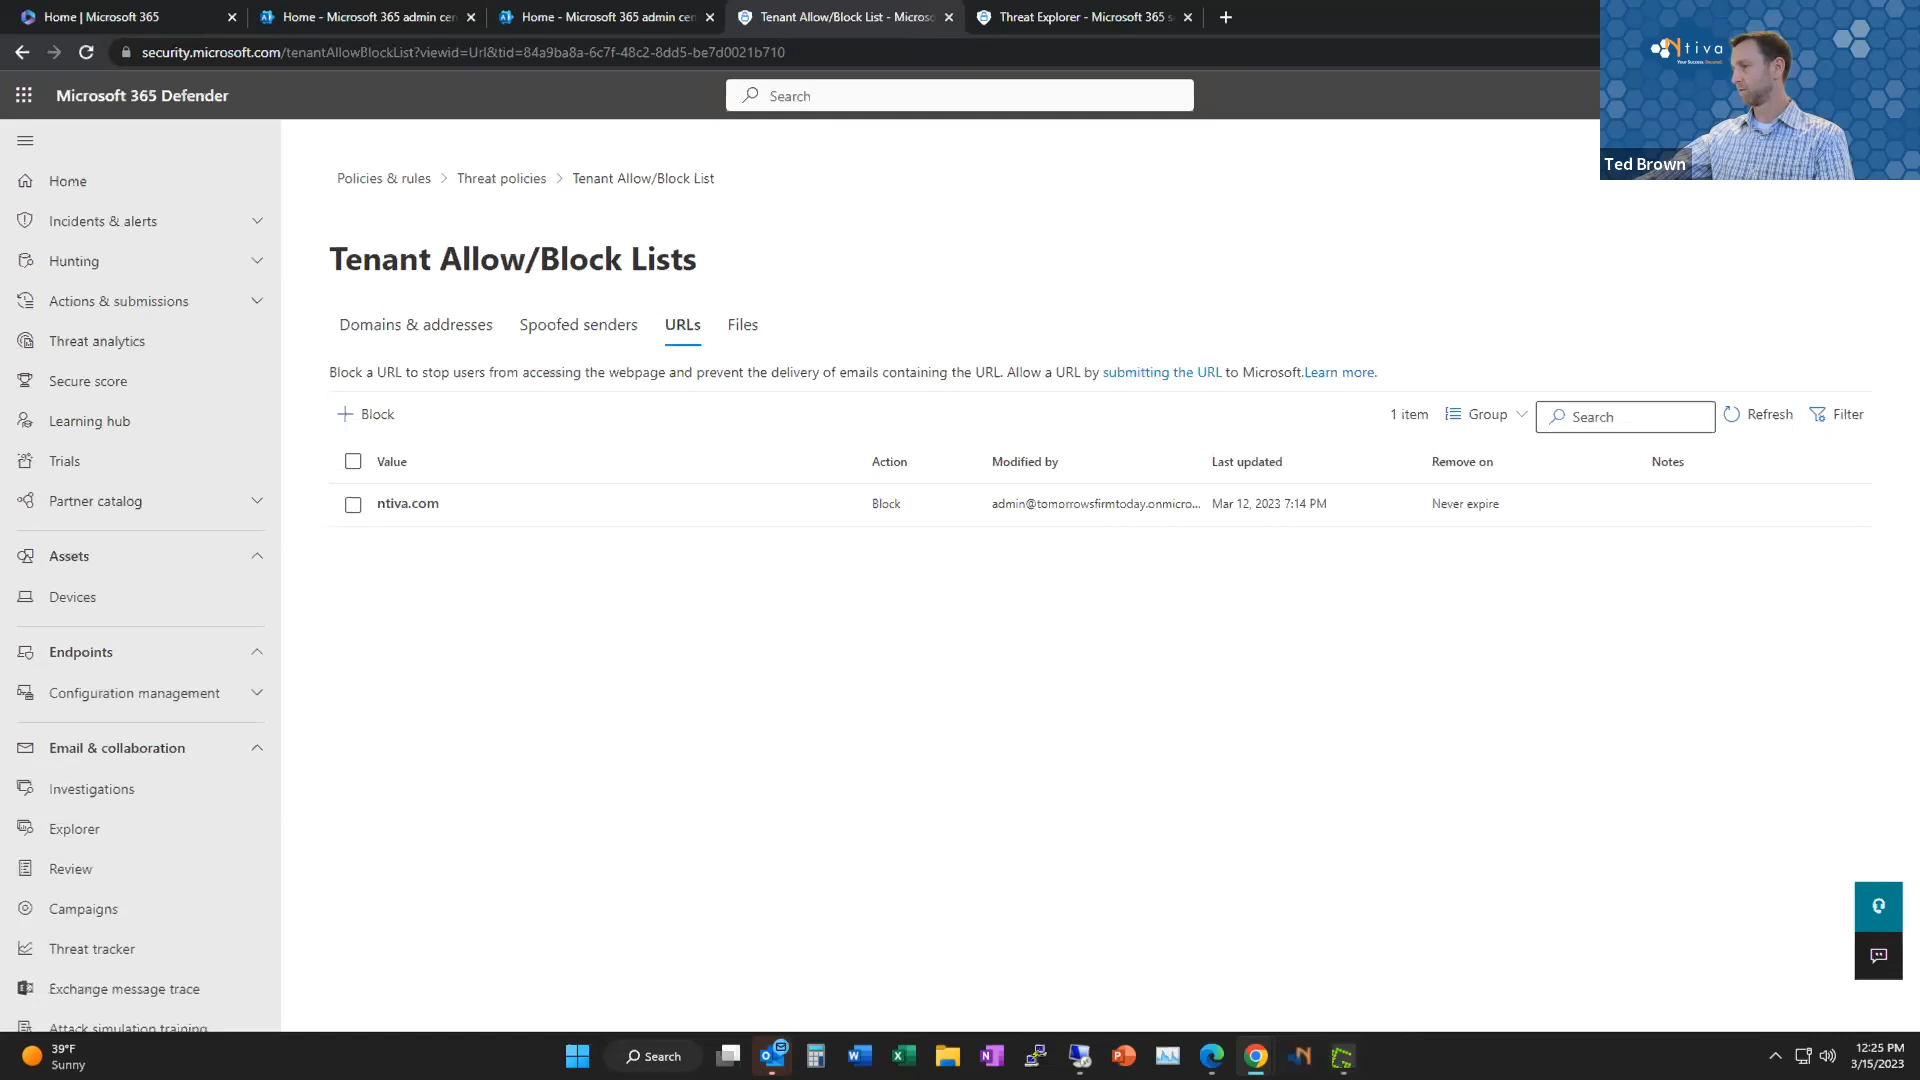 Home | Microsoft 365
Home - Microsoft 365 admin cen
Home - Microsoft 365 admin cen
Tenant Allow/Block List - Microso
Threat Explorer - Microsoft 365 s
security.microsoft.com/tenantAllowBlockList?viewid=Url&tid=84a9ba8a-6c7f-48c2-8dd5-be7d0021b710
Microsoft 365 Defender
Search
Ntiva
Your Success. Secured.
Ted Brown
Home
Incidents & alerts
Hunting
Actions & submissions
Threat analytics
Secure score
Learning hub
Trials
Partner catalog
Assets
Devices
Endpoints
Configuration management
Email & collaboration
Investigations
Explorer
Review
Campaigns
Threat tracker
Exchange message trace
Attack simulation training
Policies & rules > Threat policies > Tenant Allow/Block List
Tenant Allow/Block Lists
Domains & addresses Spoofed senders URLs Files
Block a URL to stop users from accessing the webpage and prevent the delivery of emails containing the URL. Allow a URL by submitting the URL to Microsoft.Learn more.
+ Block 1 item Group Search Refresh Filter
Value Action Modified by Last updated Remove on Notes
ntiva.com Block admin@tomorrowsfirmtoday.onmicro... Mar 12, 2023 7:14 PM Never expire
39°F
Sunny
Search
12:25 PM
3/15/2023